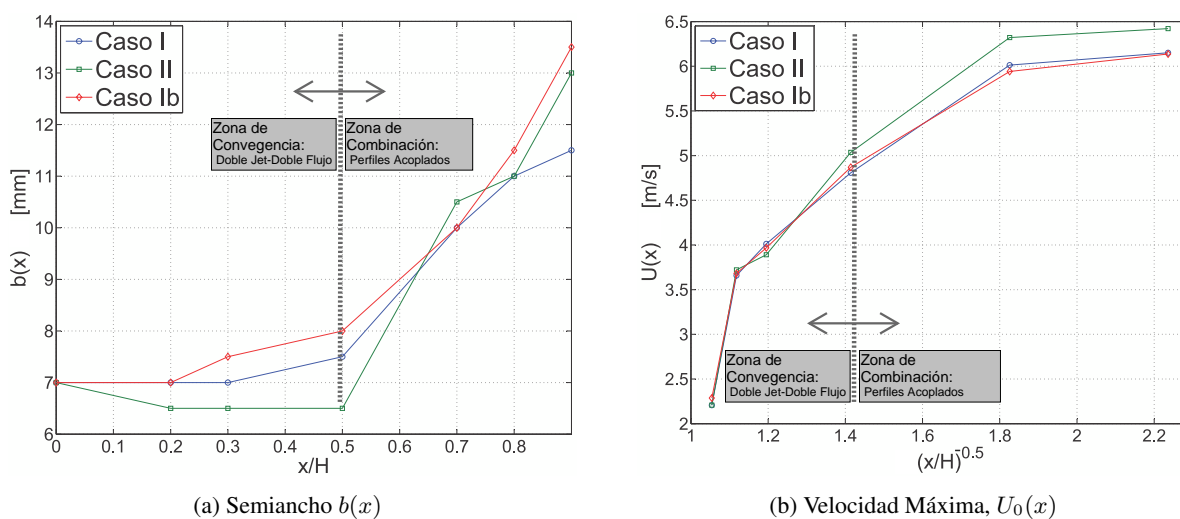 Caso I
Caso II
Caso Ib
Zona de
Convegencia:
Doble Jet-Doble Flujo
Zona de
Combinación:
Perfiles Acoplados
14
13
12
11
10
9
8
7
6
b(x) [mm]
0 0.1 0.2 0.3 0.4 0.5 0.6 0.7 0.8
x/H
(a) Semiancho b(x)
Caso I
Caso II
Caso Ib
Zona de
Convegencia:
Doble Jet-Doble Flujo
Zona de
Combinación:
Perfiles Acoplados
6.5
6
5.5
5
4.5
4
3.5
3
2.5
2
U(x) [m/s]
1 1.2 1.4 1.6 1.8 2 2.2
(x/H)^-0.5
(b) Velocidad Máxima, U0(x)